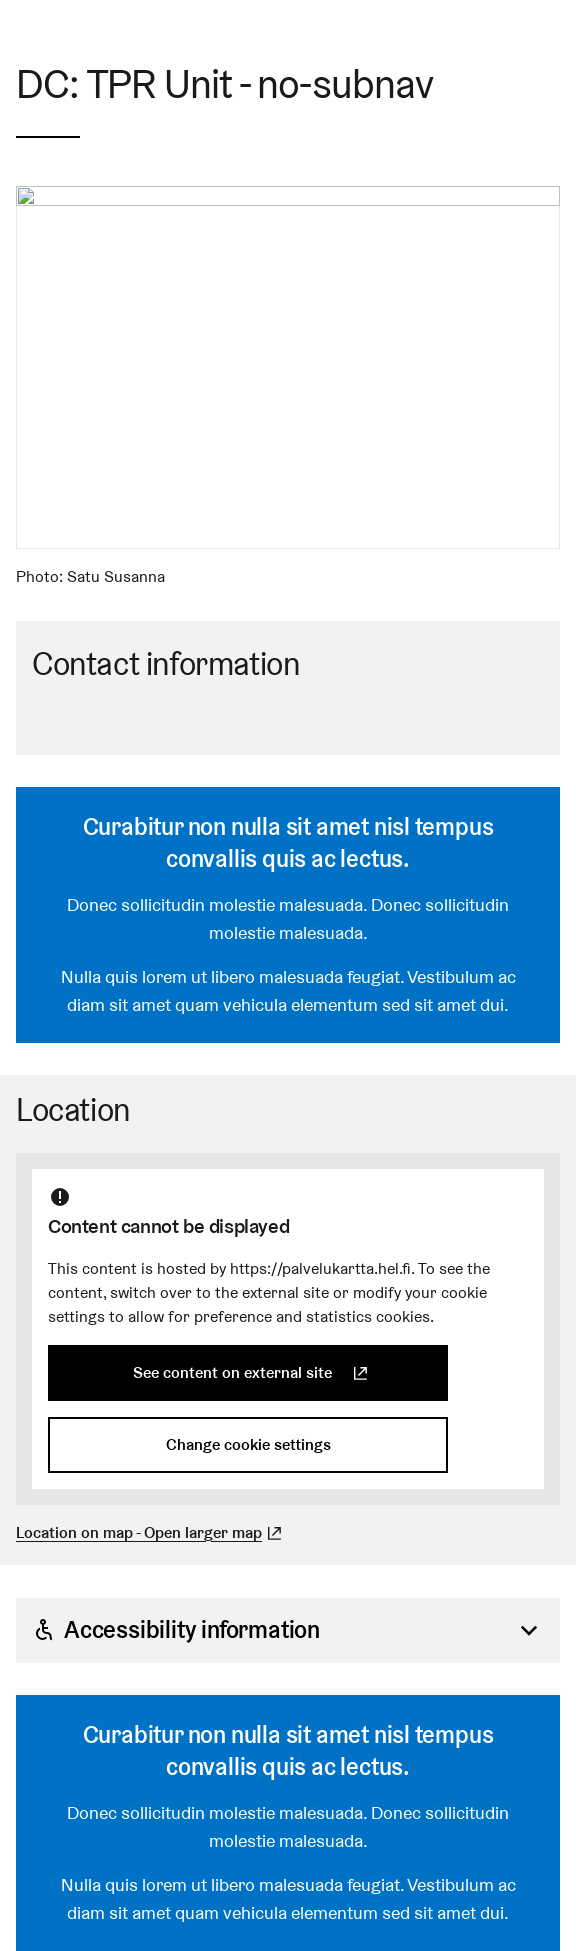 DC: TPR Unit - no-subnav
Photo: Satu Susanna
Contact information
Curabitur non nulla sit amet nisl tempus
convallis quis ac lectus.
Donec sollicitudin molestie malesuada. Donec sollicitudin
molestie malesuada.
Nulla quis lorem ut libero malesuada feugiat. Vestibulum ac
diam sit amet quam vehicula elementum sed sit amet dui.
Location
Content cannot be displayed
This content is hosted by https://palvelukartta.hel.fi. To see the
content, switch over to the external site or modify your cookie
settings to allow for preference and statistics cookies.
See content on external site
Change cookie settings
Location on map - Open larger map
Accessibility information
Curabitur non nulla sit amet nisl tempus
convallis quis ac lectus.
Donec sollicitudin molestie malesuada. Donec sollicitudin
molestie malesuada.
Nulla quis lorem ut libero malesuada feugiat. Vestibulum ac
diam sit amet quam vehicula elementum sed sit amet dui.